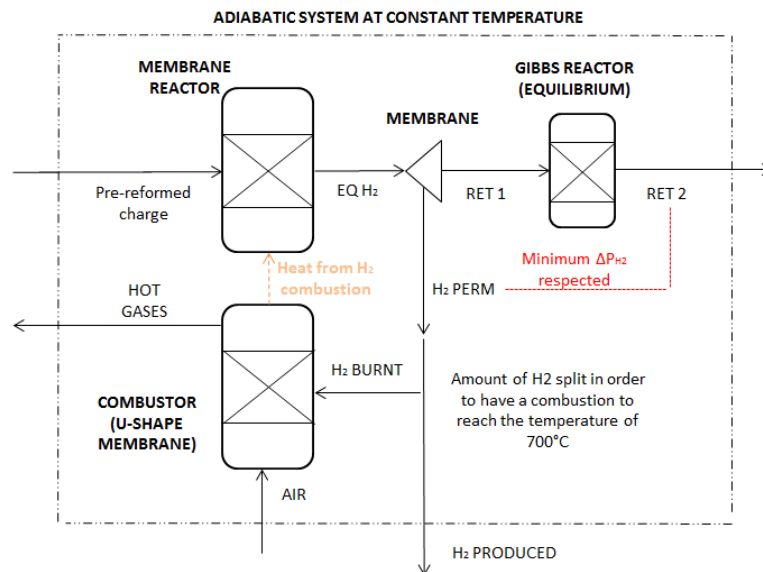 ADIABATIC SYSTEM AT CONSTANT TEMPERATURE
MEMBRANE
REACTOR
GIBBS REACTOR
(EQUILIBRIUM)
MEMBRANE
Pre-reformed
charge
EQ H₂
RET 1
RET 2
Minimum ΔP_H2
respected
Heat from H₂
combustion
H₂ PERM
HOT
GASES
H₂ BURNT
Amount of H2 split in order
to have a combustion to
reach the temperature of
700°C
COMBUSTOR
(U-SHAPE
MEMBRANE)
AIR
H₂ PRODUCED